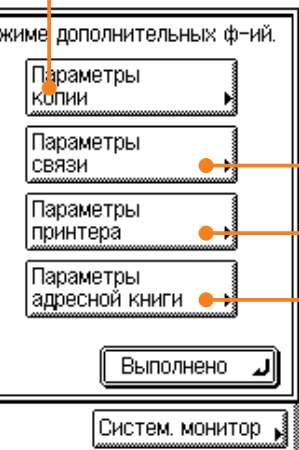 жиме дополнительных ф-ий.
Параметры
копии
Параметры
связи
Параметры
принтера
Параметры
адресной книги
Выполнено
Систем. монитор